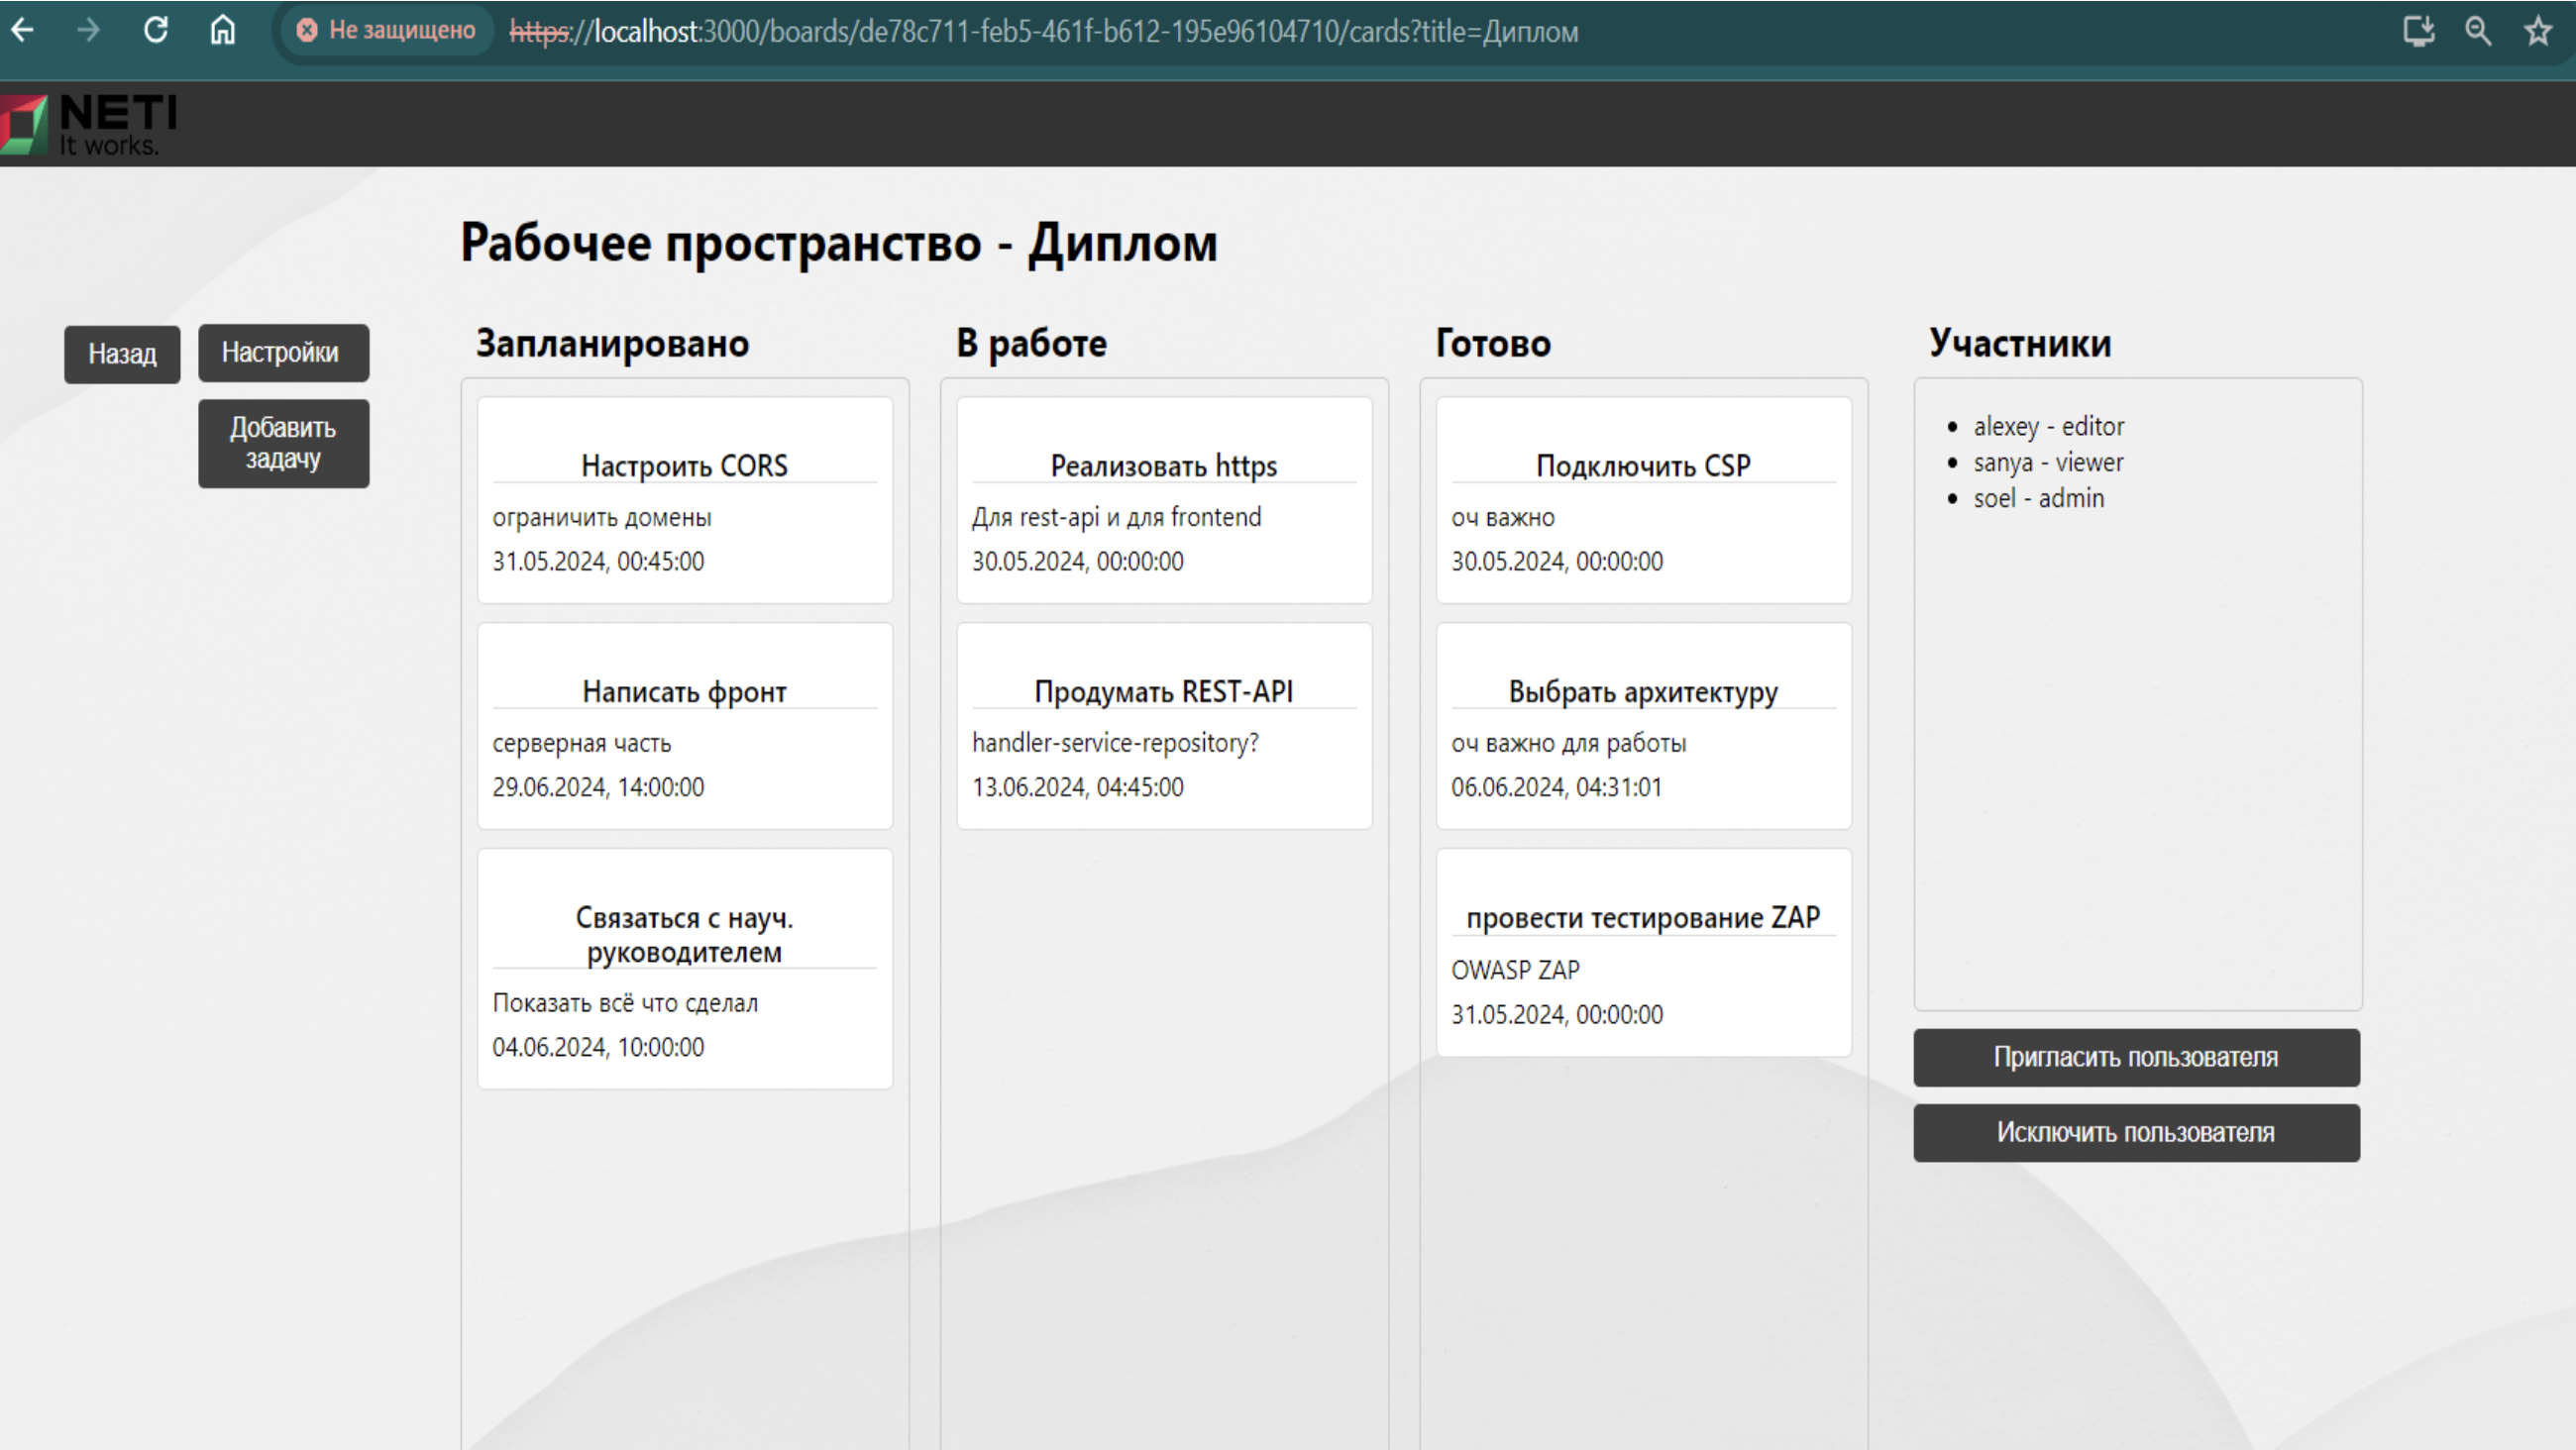 Не защищено
https://localhost:3000/boards/de78c711-feb5-461f-b612-195e96104710/cards?title=Диплом
NETI
It works.
Рабочее пространство - Диплом
Назад
Настройки
Добавить
задачу
Запланировано
Настроить CORS
ограничить домены
31.05.2024, 00:45:00
Написать фронт
серверная часть
29.06.2024, 14:00:00
Связаться с науч.
руководителем
Показать всё что сделал
04.06.2024, 10:00:00
В работе
Реализовать https
Для rest-api и для frontend
30.05.2024, 00:00:00
Продумать REST-API
handler-service-repository?
13.06.2024, 04:45:00
Готово
Подключить CSP
оч важно
30.05.2024, 00:00:00
Выбрать архитектуру
оч важно для работы
06.06.2024, 04:31:01
провести тестирование ZAP
OWASP ZAP
31.05.2024, 00:00:00
Участники
alexey - editor
sanya - viewer
soel - admin
Пригласить пользователя
Исключить пользователя